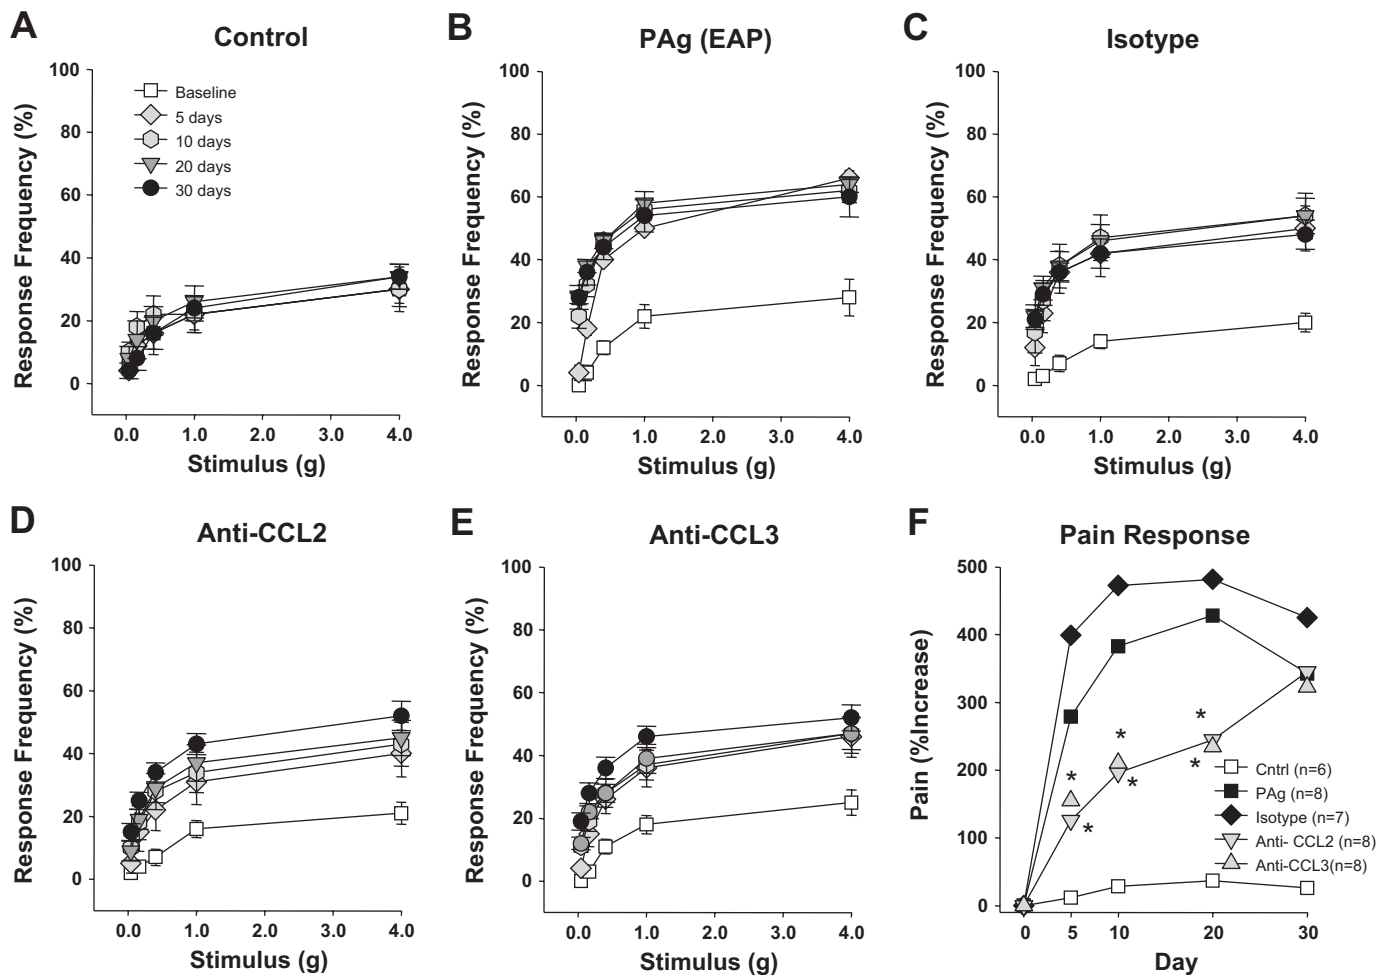 A
Control
Response Frequency (%)
100
80
60
40
20
0
Baseline
5 days
10 days
20 days
30 days
0.0 1.0 2.0 3.0 4.0
Stimulus (g)
B
PAg (EAP)
Response Frequency (%)
100
80
60
40
20
0
0.0 1.0 2.0 3.0 4.0
Stimulus (g)
C
Isotype
Response Frequency (%)
100
80
60
40
20
0
0.0 1.0 2.0 3.0 4.0
Stimulus (g)
D
Anti-CCL2
Response Frequency (%)
100
80
60
40
20
0
0.0 1.0 2.0 3.0 4.0
Stimulus (g)
E
Anti-CCL3
Response Frequency (%)
100
80
60
40
20
0
0.0 1.0 2.0 3.0 4.0
Stimulus (g)
F
Pain Response
Pain (%Increase)
500
400
300
200
100
0
*
*
*
*
*
*
Cntrl (n=6)
PAg (n=8)
Isotype (n=7)
Anti- CCL2 (n=8)
Anti-CCL3(n=8)
0 5 10 20 30
Day